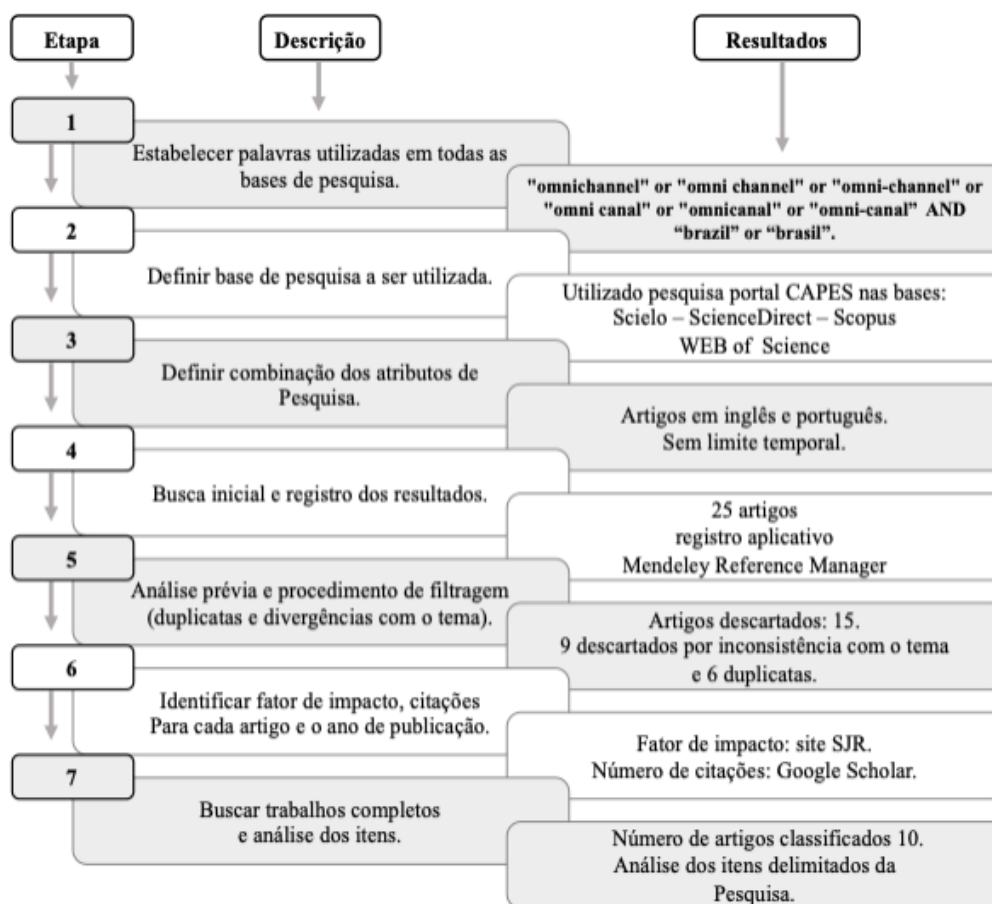 Etapa
Descrição
Resultados
1
Estabelecer palavras utilizadas em todas as
bases de pesquisa.
"omnichannel" or "omni channel" or "omni-channel" or
"omni canal" or "omnicanal" or "omni-canal" AND
“brazil” or “brasil”.
2
Definir base de pesquisa a ser utilizada.
Utilizado pesquisa portal CAPES nas bases:
Scielo – ScienceDirect – Scopus
WEB of Science
3
Definir combinação dos atributos de
Pesquisa.
Artigos em inglês e português.
Sem limite temporal.
4
Busca inicial e registro dos resultados.
25 artigos
registro aplicativo
Mendeley Reference Manager
5
Análise prévia e procedimento de filtragem
(duplicatas e divergências com o tema).
Artigos descartados: 15.
9 descartados por inconsistência com o tema
e 6 duplicatas.
6
Identificar fator de impacto, citações
Para cada artigo e o ano de publicação.
Fator de impacto: site SJR.
Número de citações: Google Scholar.
7
Buscar trabalhos completos
e análise dos itens.
Número de artigos classificados 10.
Análise dos itens delimitados da
Pesquisa.